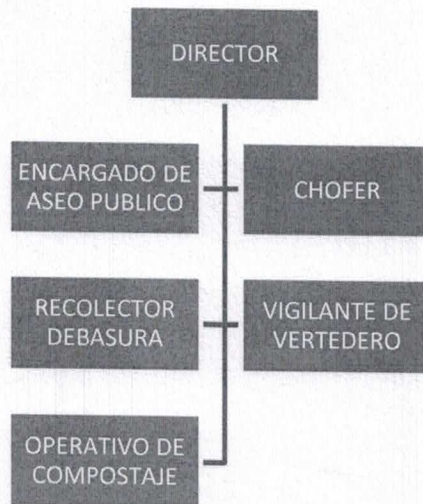 DIRECTOR
ENCARGADO DE
ASEO PUBLICO
CHOFER
RECOLECTOR
DEBASURA
VIGILANTE DE
VERTEDERO
OPERATIVO DE
COMPOSTAJE